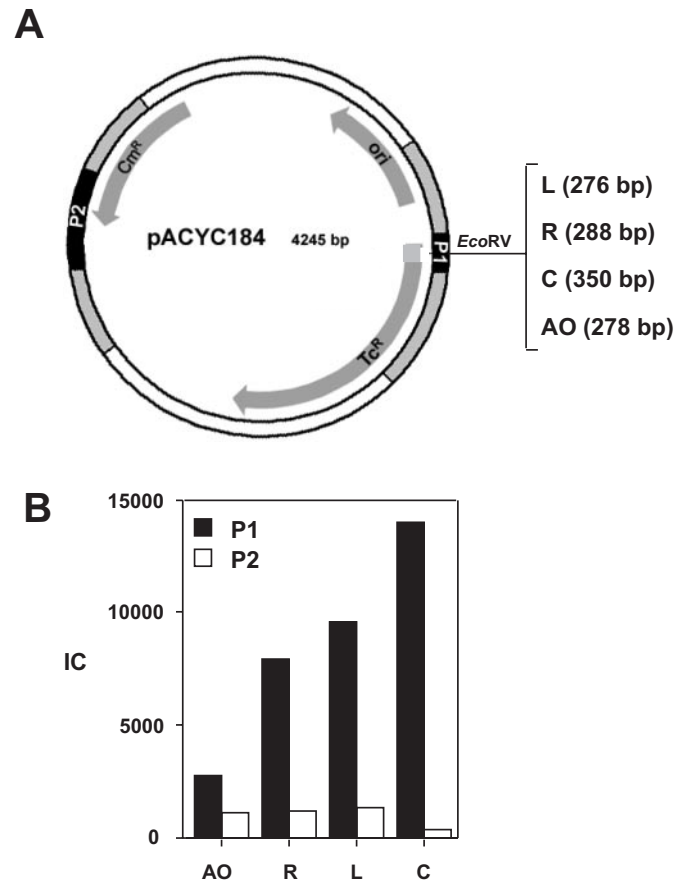 A
Cmᴿ
ori
P2
pACYC184 4245 bp
P1
EcoRV
Tcᴿ
L (276 bp)
R (288 bp)
C (350 bp)
AO (278 bp)
B
15000
P1
P2
10000
IC
5000
0
AO R L C